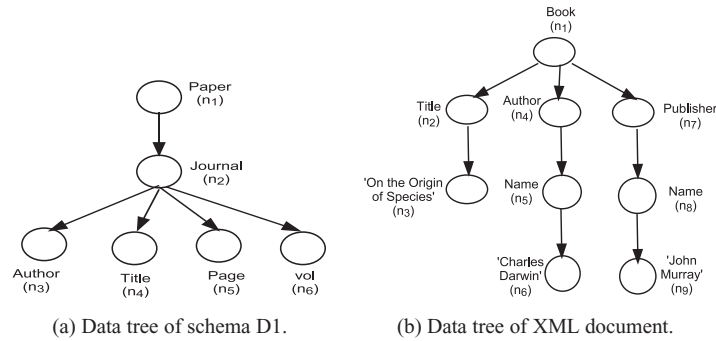 Paper
(n1)
Journal
(n2)
Author
(n3)
Title
(n4)
Page
(n5)
vol
(n6)
(a) Data tree of schema D1.
Book
(n1)
Title
(n2)
Author
(n4)
Publisher
(n7)
'On the Origin
of Species'
(n3)
Name
(n5)
Name
(n8)
'Charles
Darwin'
(n6)
'John
Murray'
(n9)
(b) Data tree of XML document.